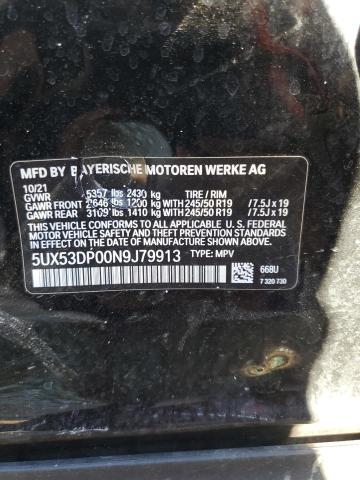 MFD BY BAYERISCHE MOTOREN WERKE AG
10/21
GVWR 5357 lbs 2430 kg TIRE / RIM
GAWR FRONT 2646 lbs 1200 kg WITH 245/50 R19 / 7.5J x 19
GAWR REAR 3109 lbs 1410 kg WITH 245/50 R19 / 7.5J x 19
THIS VEHICLE CONFORMS TO ALL APPLICABLE
U.S. FEDERAL MOTOR VEHICLE SAFETY
STANDARDS IN EFFECT ON THE DATE OF
MANUFACTURE SHOWN ABOVE.
5UX53DP00N9J79913 TYPE: MPV
668U
7 320 730